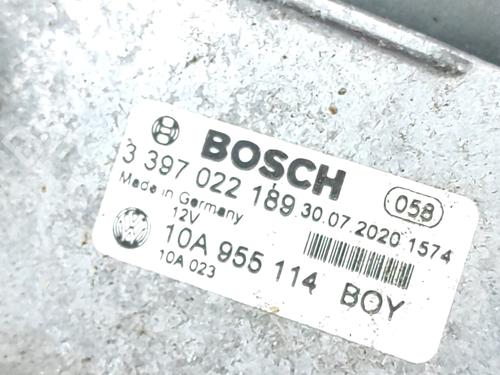 BOSCH
058
3 397 022 189 30.07.2020 1574
Made in Germany
12V
10A 955 114 BOY
10A 023